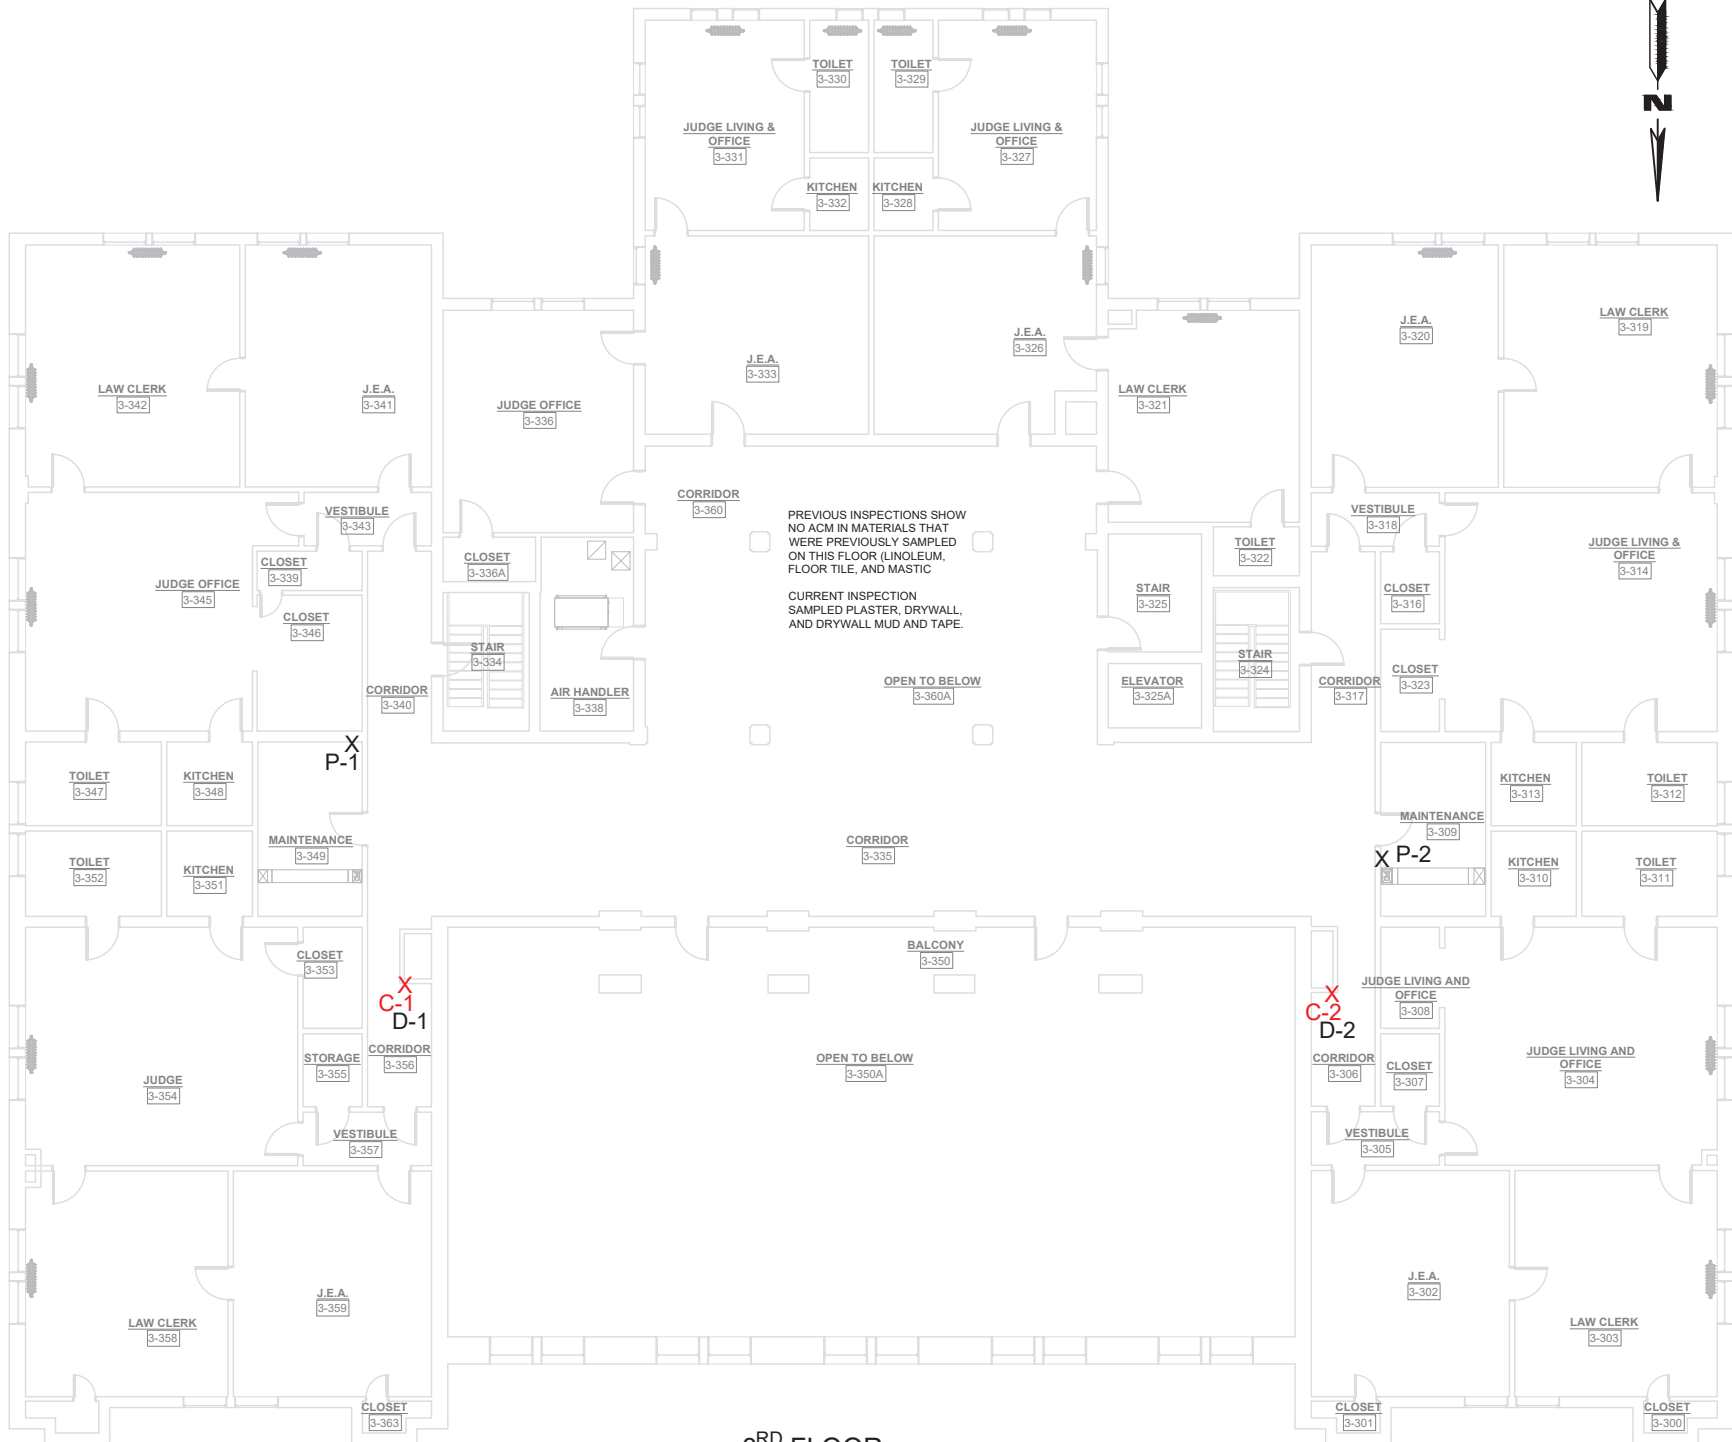 N
TOILET
3-330
TOILET
3-329
JUDGE LIVING &
OFFICE
3-331
JUDGE LIVING &
OFFICE
3-327
KITCHEN
3-332
KITCHEN
3-328
LAW CLERK
3-342
J.E.A.
3-341
JUDGE OFFICE
3-336
J.E.A.
3-333
J.E.A.
3-326
LAW CLERK
3-321
J.E.A.
3-320
LAW CLERK
3-319
CORRIDOR
3-360
PREVIOUS INSPECTIONS SHOW
NO ACM IN MATERIALS THAT
WERE PREVIOUSLY SAMPLED
ON THIS FLOOR (LINOLEUM,
FLOOR TILE, AND MASTIC
CURRENT INSPECTION
SAMPLED PLASTER, DRYWALL,
AND DRYWALL MUD AND TAPE.
VESTIBULE
3-343
CLOSET
3-339
JUDGE OFFICE
3-345
CLOSET
3-346
CLOSET
3-336A
STAIR
3-334
AIR HANDLER
3-338
CORRIDOR
3-340
OPEN TO BELOW
3-360A
STAIR
3-325
TOILET
3-322
STAIR
3-324
ELEVATOR
3-325A
CORRIDOR
3-317
VESTIBULE
3-318
CLOSET
3-316
CLOSET
3-323
JUDGE LIVING &
OFFICE
3-314
X
P-1
TOILET
3-347
KITCHEN
3-348
MAINTENANCE
3-349
TOILET
3-352
KITCHEN
3-351
CORRIDOR
3-335
KITCHEN
3-313
TOILET
3-312
MAINTENANCE
3-309
X P-2
KITCHEN
3-310
TOILET
3-311
CLOSET
3-353
X
C-1
D-1
BALCONY
3-350
X
C-2
D-2
JUDGE LIVING AND
OFFICE
3-308
STORAGE
3-355
CORRIDOR
3-356
JUDGE
3-354
OPEN TO BELOW
3-350A
CORRIDOR
3-306
CLOSET
3-307
JUDGE LIVING AND
OFFICE
3-304
VESTIBULE
3-357
VESTIBULE
3-305
LAW CLERK
3-358
J.E.A.
3-359
J.E.A.
3-302
LAW CLERK
3-303
CLOSET
3-363
CLOSET
3-301
CLOSET
3-300
3RD FLOOR